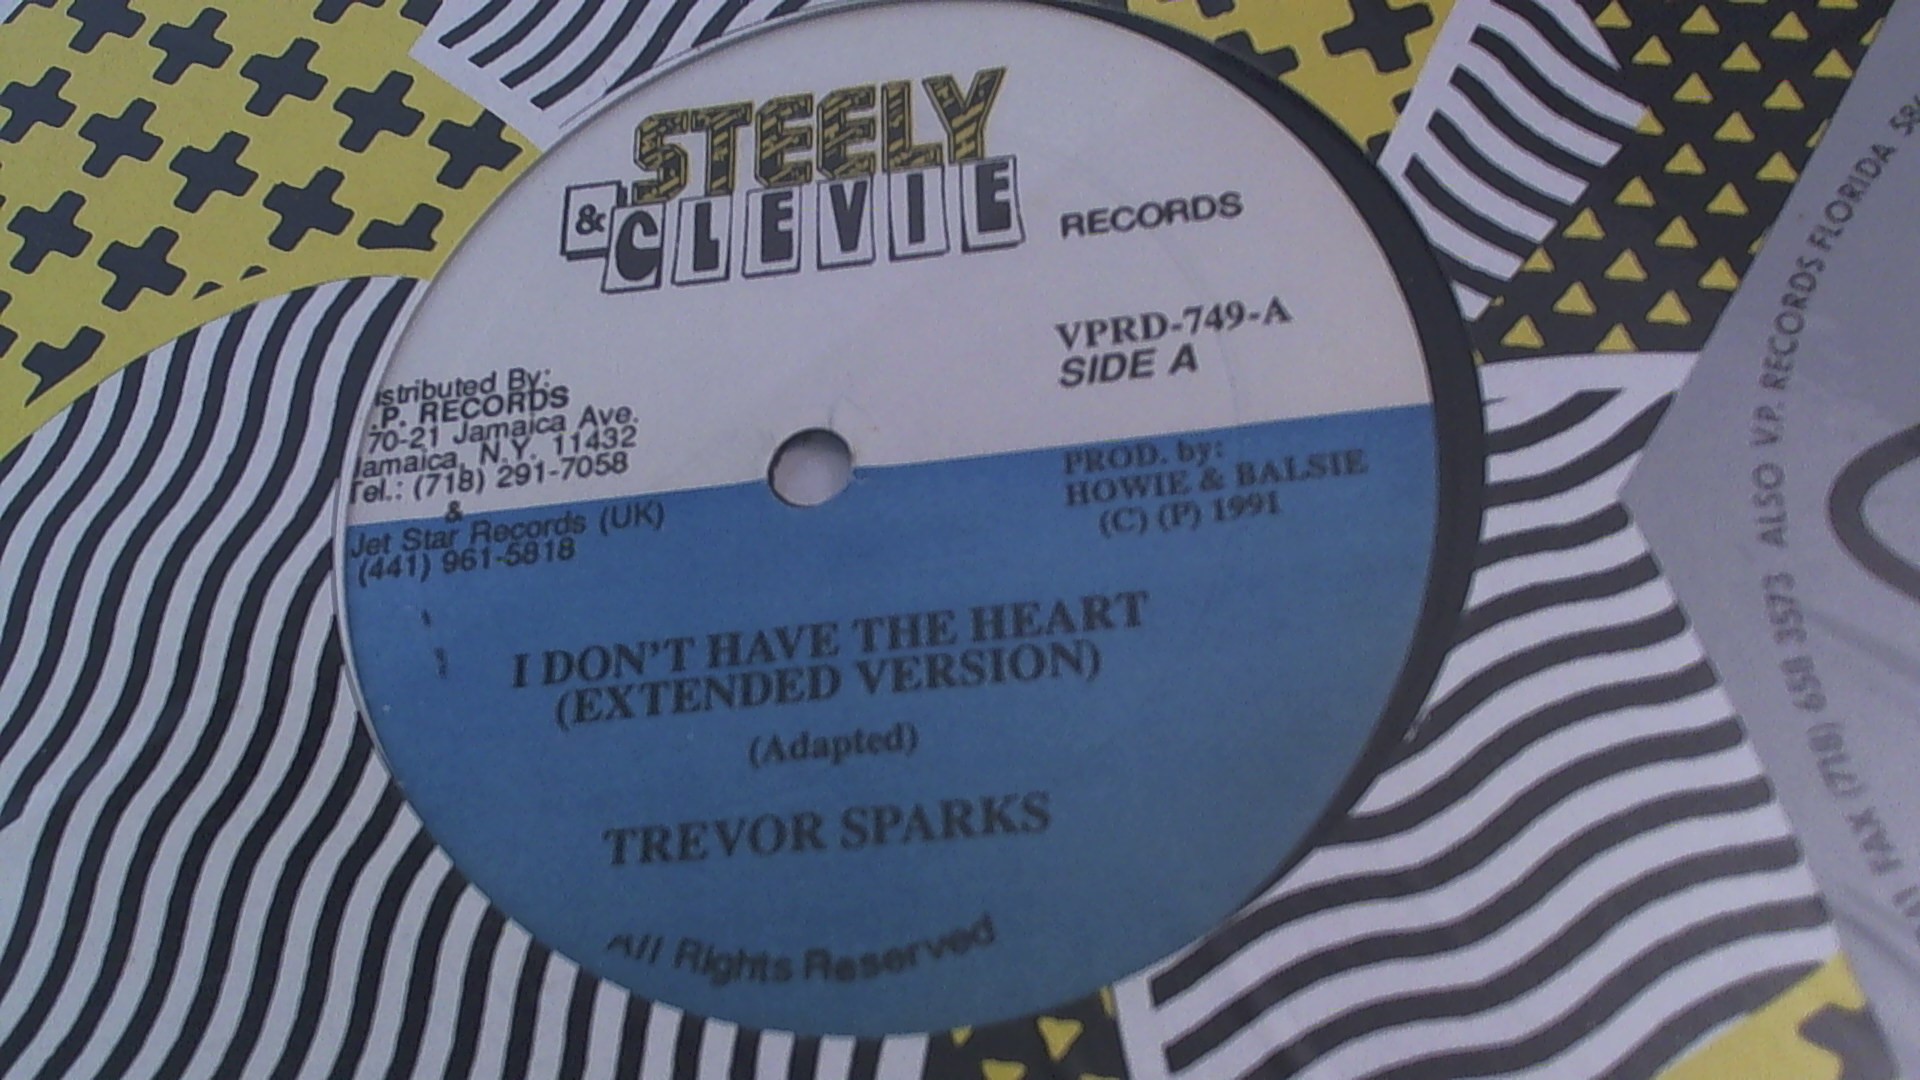 STEELY
& CLEVIE
RECORDS
VPRD-749-A
SIDE A
istributed By:
.P. RECORDS
70-21 Jamaica Ave.
Jamaica, N.Y. 11432
Tel.: (718) 291-7058
&
Jet Star Records (UK)
(441) 961-5818
PROD. by:
HOWIE & BALSIE
(C) (P) 1991
I DON'T HAVE THE HEART
(EXTENDED VERSION)
(Adapted)
TREVOR SPARKS
All Rights Reserved
FAX (718) 658 3573 ALSO V.P. RECORDS FLORIDA